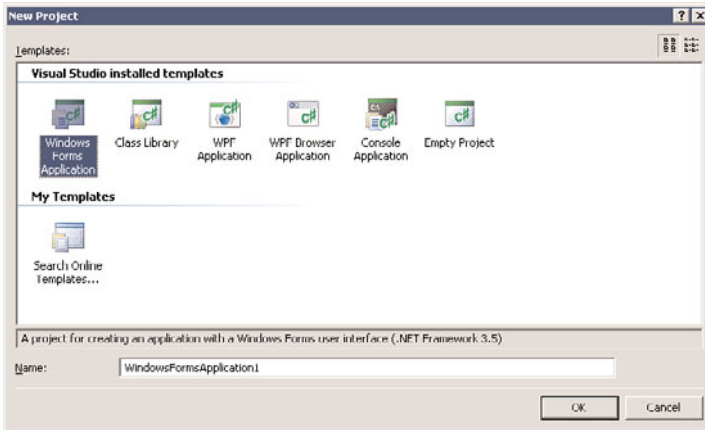 New Project
Templates:
Visual Studio installed templates
Windows Forms Application
Class Library
WPF Application
WPF Browser Application
Console Application
Empty Project
My Templates
Search Online Templates...
A project for creating an application with a Windows Forms user interface (.NET Framework 3.5)
Name:
WindowsFormsApplication1
OK
Cancel